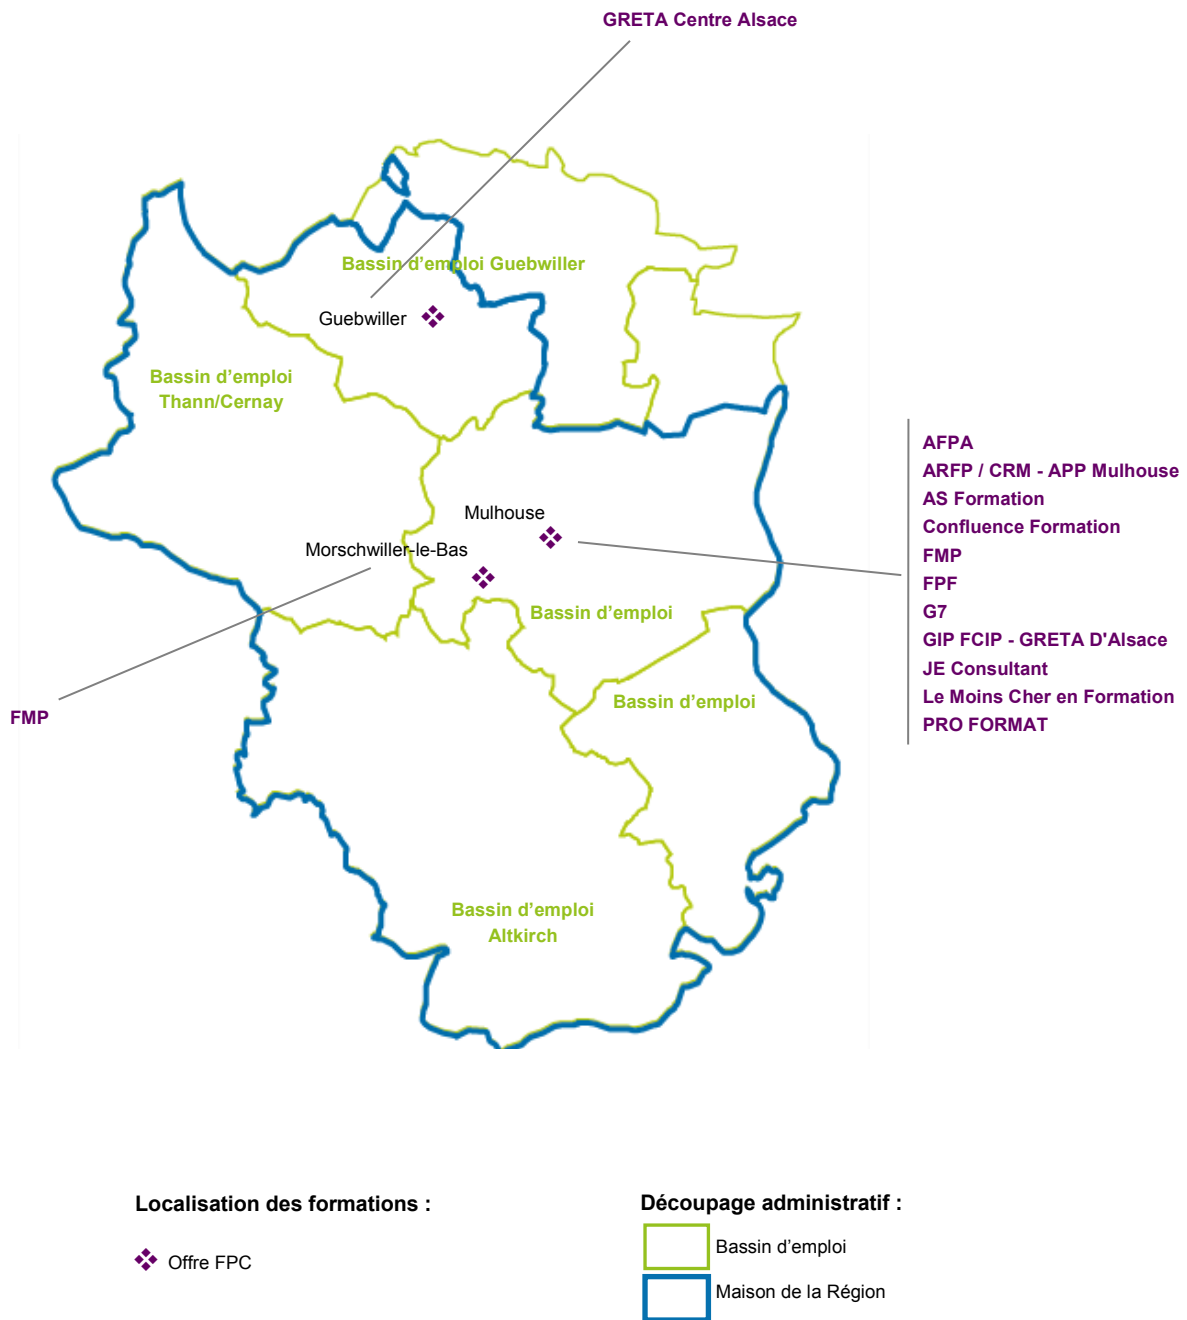 GRETA Centre Alsace
Bassin d'emploi Guebwiller
Guebwiller
Bassin d'emploi
Thann/Cernay
AFPA
ARFP / CRM - APP Mulhouse
AS Formation
Confluence Formation
FMP
FPF
G7
GIP FCIP - GRETA D'Alsace
JE Consultant
Le Moins Cher en Formation
PRO FORMAT
Mulhouse
Morschwiller-le-Bas
Bassin d'emploi
Bassin d'emploi
FMP
Bassin d'emploi
Altkirch
Localisation des formations :
Offre FPC
Découpage administratif :
Bassin d'emploi
Maison de la Région